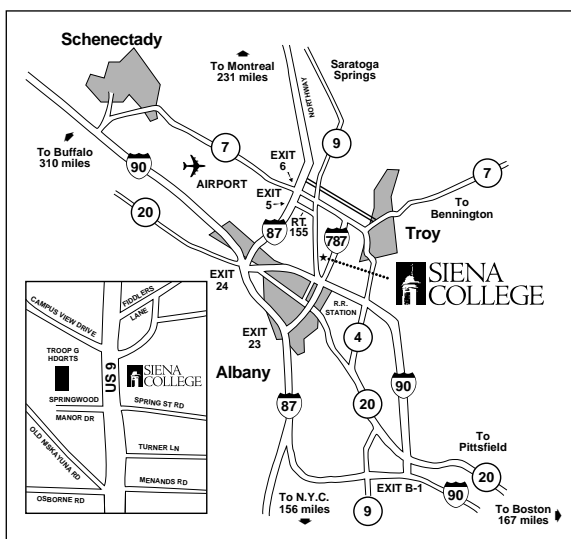 Schenectady
To Montreal
231 miles
Saratoga
Springs
NORTHWAY
To Buffalo
310 miles
90
7
9
EXIT
6
7
AIRPORT
EXIT
5
To
Bennington
20
87
RT.
155
787
Troy
SIENA
COLLEGE
EXIT
24
R.R.
STATION
EXIT
23
4
Albany
90
87
20
To
Pittsfield
20
To N.Y.C.
156 miles
9
EXIT B-1
90
To Boston
167 miles
FIDDLERS
LANE
CAMPUS VIEW DRIVE
TROOP G
HDQRTS
US 9
SIENA
COLLEGE
SPRINGWOOD
MANOR DR
SPRING ST RD
OLD NISKAYUNA RD
TURNER LN
MENANDS RD
OSBORNE RD